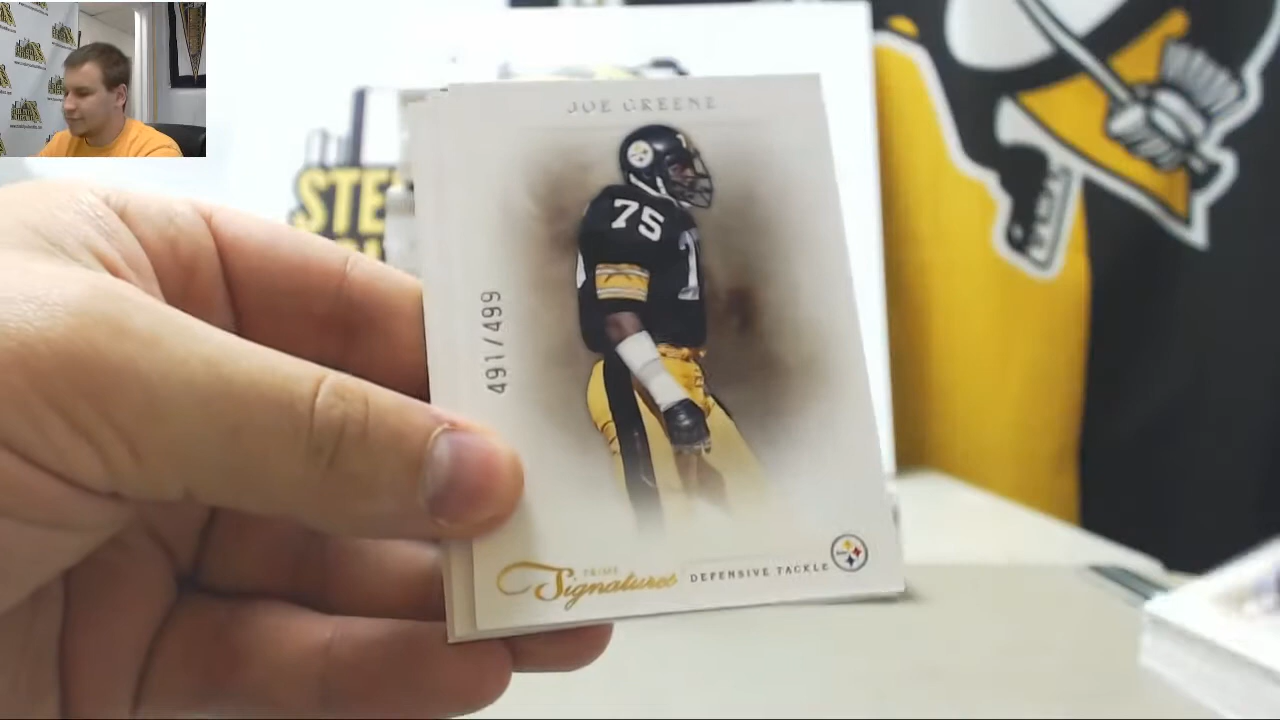 JOE GREENE
75
491/499
PRIME
Signatures
DEFENSIVE TACKLE
STE